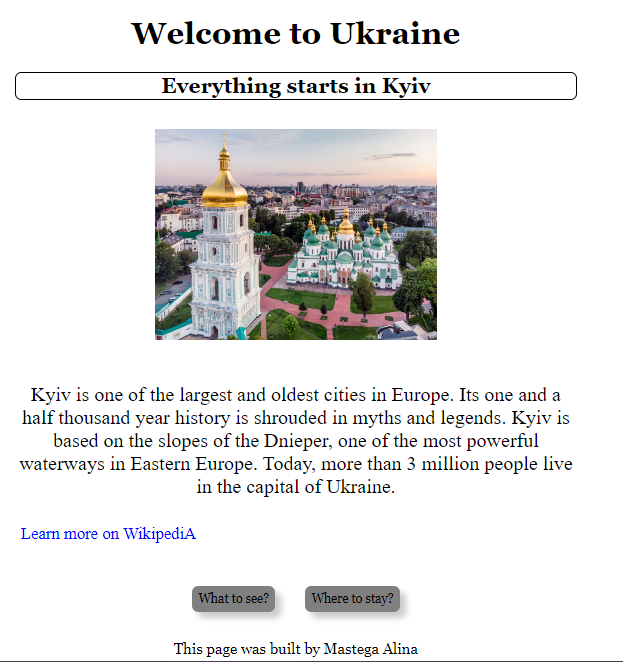 Welcome to Ukraine
Everything starts in Kyiv
Kyiv is one of the largest and oldest cities in Europe. Its one and a
half thousand year history is shrouded in myths and legends. Kyiv is
based on the slopes of the Dnieper, one of the most powerful
waterways in Eastern Europe. Today, more than 3 million people live
in the capital of Ukraine.
Learn more on WikipediA
What to see?
Where to stay?
This page was built by Mastega Alina